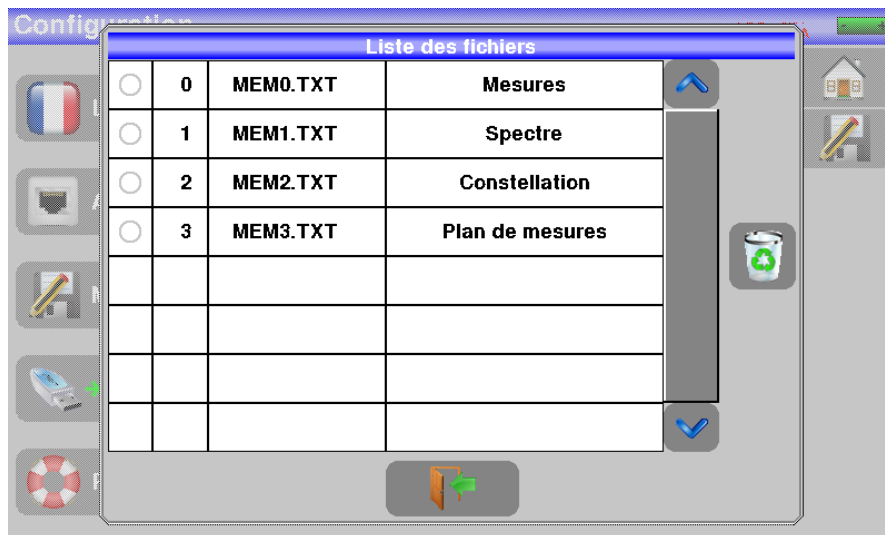 Liste des fichiers
0 MEM0.TXT Mesures
1 MEM1.TXT Spectre
2 MEM2.TXT Constellation
3 MEM3.TXT Plan de mesures